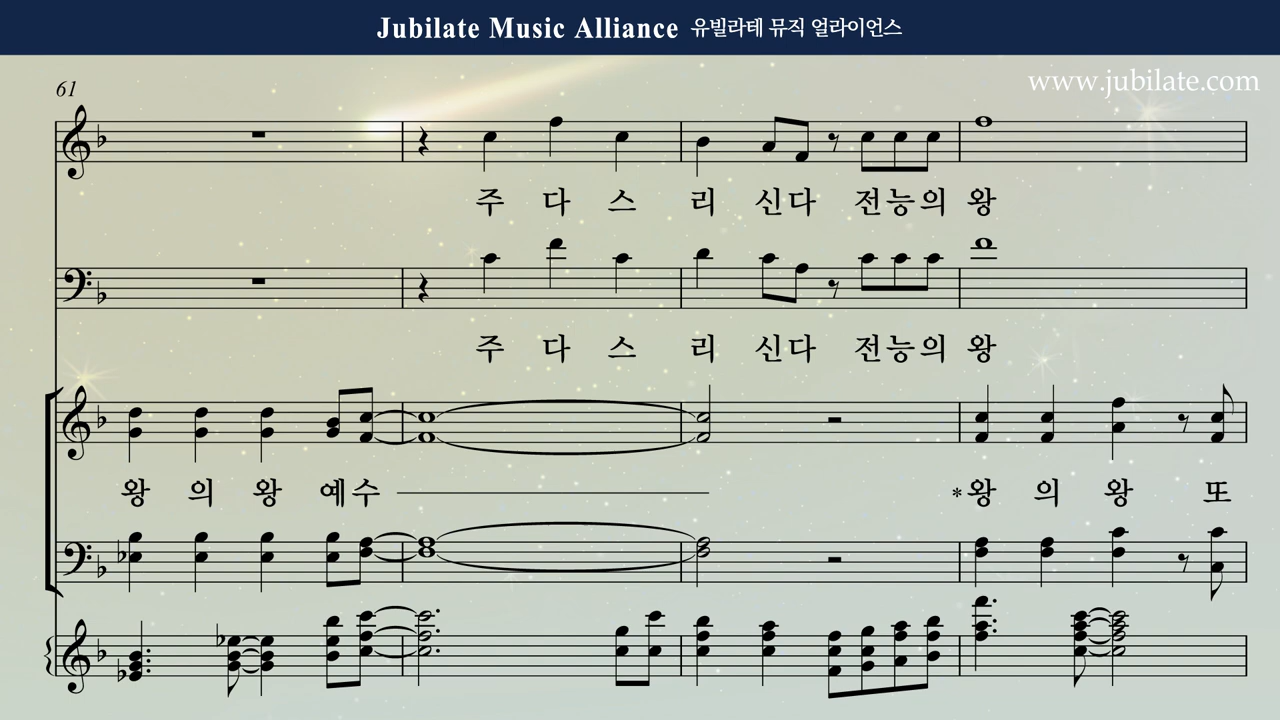 Jubilate Music Alliance 유빌라테 뮤직 얼라이언스
www.jubilate.com
61
주 다 스 리 신다 전능의 왕
주 다 스 리 신다 전능의 왕
왕 의 왕 예수 *왕 의 왕 또